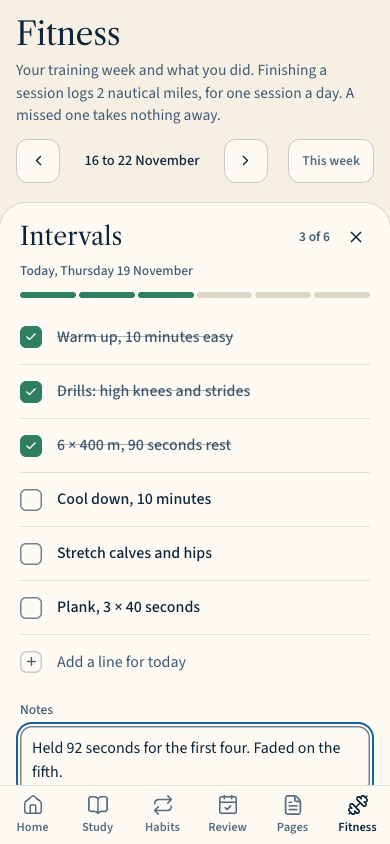 Fitness
Your training week and what you did. Finishing a
session logs 2 nautical miles, for one session a day. A
missed one takes nothing away.
16 to 22 November
This week
Intervals
3 of 6
Today, Thursday 19 November
Warm up, 10 minutes easy
Drills: high knees and strides
6 × 400 m, 90 seconds rest
Cool down, 10 minutes
Stretch calves and hips
Plank, 3 × 40 seconds
Add a line for today
Notes
Held 92 seconds for the first four. Faded on the
fifth.
Home
Study
Habits
Review
Pages
Fitness